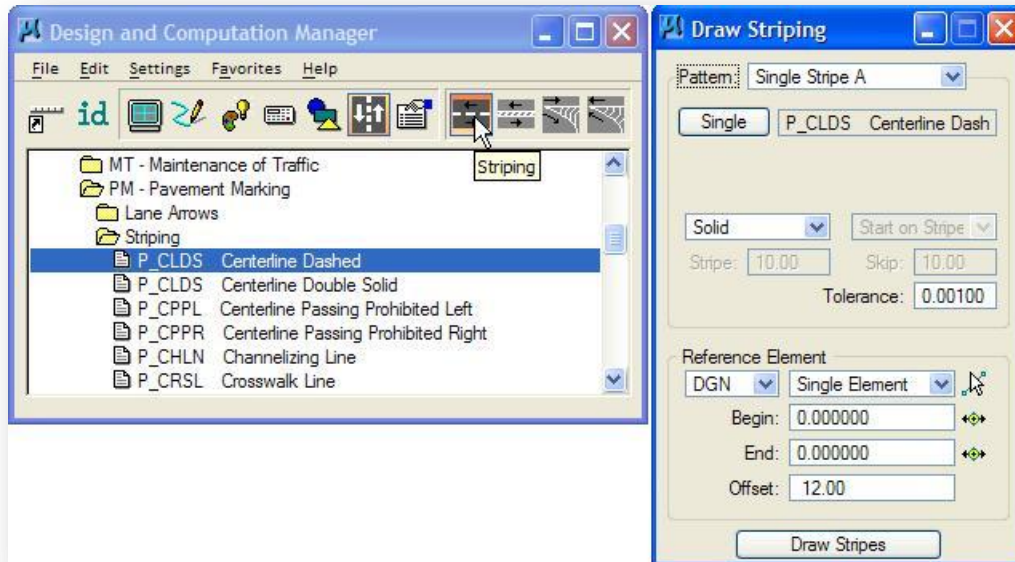 Design and Computation Manager
File Edit Settings Favorites Help
id
Striping
MT - Maintenance of Traffic
PM - Pavement Marking
Lane Arrows
Striping
P_CLDS Centerline Dashed
P_CLDS Centerline Double Solid
P_CPPL Centerline Passing Prohibited Left
P_CPPR Centerline Passing Prohibited Right
P_CHLN Channelizing Line
P_CRSL Crosswalk Line
Draw Striping
Pattern: Single Stripe A
Single P_CLDS Centerline Dash
Solid Start on Stripe
Stripe: 10.00 Skip: 10.00
Tolerance: 0.00100
Reference Element
DGN Single Element
Begin: 0.000000
End: 0.000000
Offset: 12.00
Draw Stripes